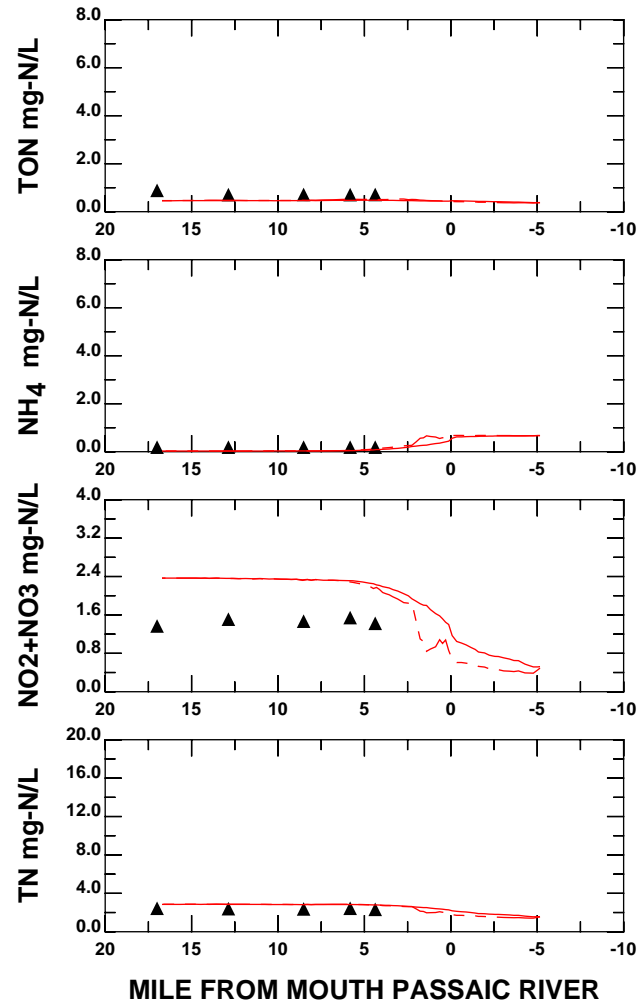 TON mg-N/L
8.0
6.0
4.0
2.0
0.0
20 15 10 5 0 -5 -10
NH4 mg-N/L
8.0
6.0
4.0
2.0
0.0
20 15 10 5 0 -5 -10
NO2+NO3 mg-N/L
4.0
3.2
2.4
1.6
0.8
0.0
20 15 10 5 0 -5 -10
TN mg-N/L
20.0
16.0
12.0
8.0
4.0
0.0
20 15 10 5 0 -5 -10
MILE FROM MOUTH PASSAIC RIVER